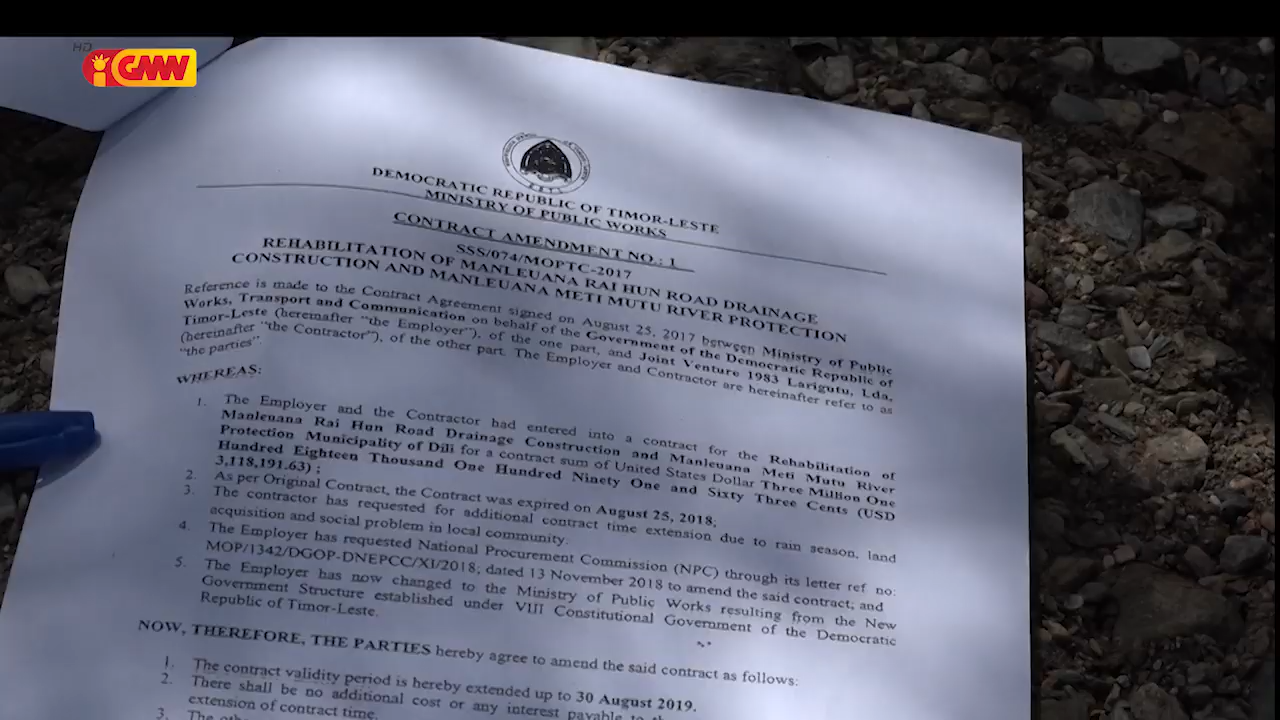 HD
GMN
DEMOCRATIC REPUBLIC OF TIMOR-LESTE
MINISTRY OF PUBLIC WORKS
CONTRACT AMENDMENT NO.: 1
SSS/074/MOPTC-2017
REHABILITATION OF MANLEUANA RAI HUN ROAD DRAINAGE
CONSTRUCTION AND MANLEUANA METI MUTU RIVER PROTECTION
Reference is made to the Contract Agreement signed on August 25, 2017 between Ministry of Public
Works, Transport and Communication on behalf of the Government of the Democratic Republic of
Timor-Leste (hereinafter "the Employer"), of the one part, and Joint Venture 1983 Larigutu, Lda,
(hereinafter "the Contractor"), of the other part. The Employer and Contractor are hereinafter refer to as
"the parties".
WHEREAS:
1. The Employer and the Contractor had entered into a contract for the Rehabilitation of
Manleuana Rai Hun Road Drainage Construction and Manleuana Meti Mutu River
Protection Municipality of Dili for a contract sum of United States Dollar Three Million One
Hundred Eighteen Thousand One Hundred Ninety One and Sixty Three Cents (USD
3,118,191.63) ;
2. As per Original Contract, the Contract was expired on August 25, 2018;
3. The contractor has requested for additional contract time extension due to rain season, land
acquisition and social problem in local community.
4. The Employer has requested National Procurement Commission (NPC) through its letter ref no:
MOP/1342/DGOP-DNEPCC/XI/2018; dated 13 November 2018 to amend the said contract; and
5. The Employer has now changed to the Ministry of Public Works resulting from the New
Government Structure established under VIII Constitutional Government of the Democratic
Republic of Timor-Leste.
NOW, THEREFORE, THE PARTIES hereby agree to amend the said contract as follows:
1. The contract validity period is hereby extended up to 30 August 2019.
2. There shall be no additional cost or any interest payable to
extension of contract time.
3. The